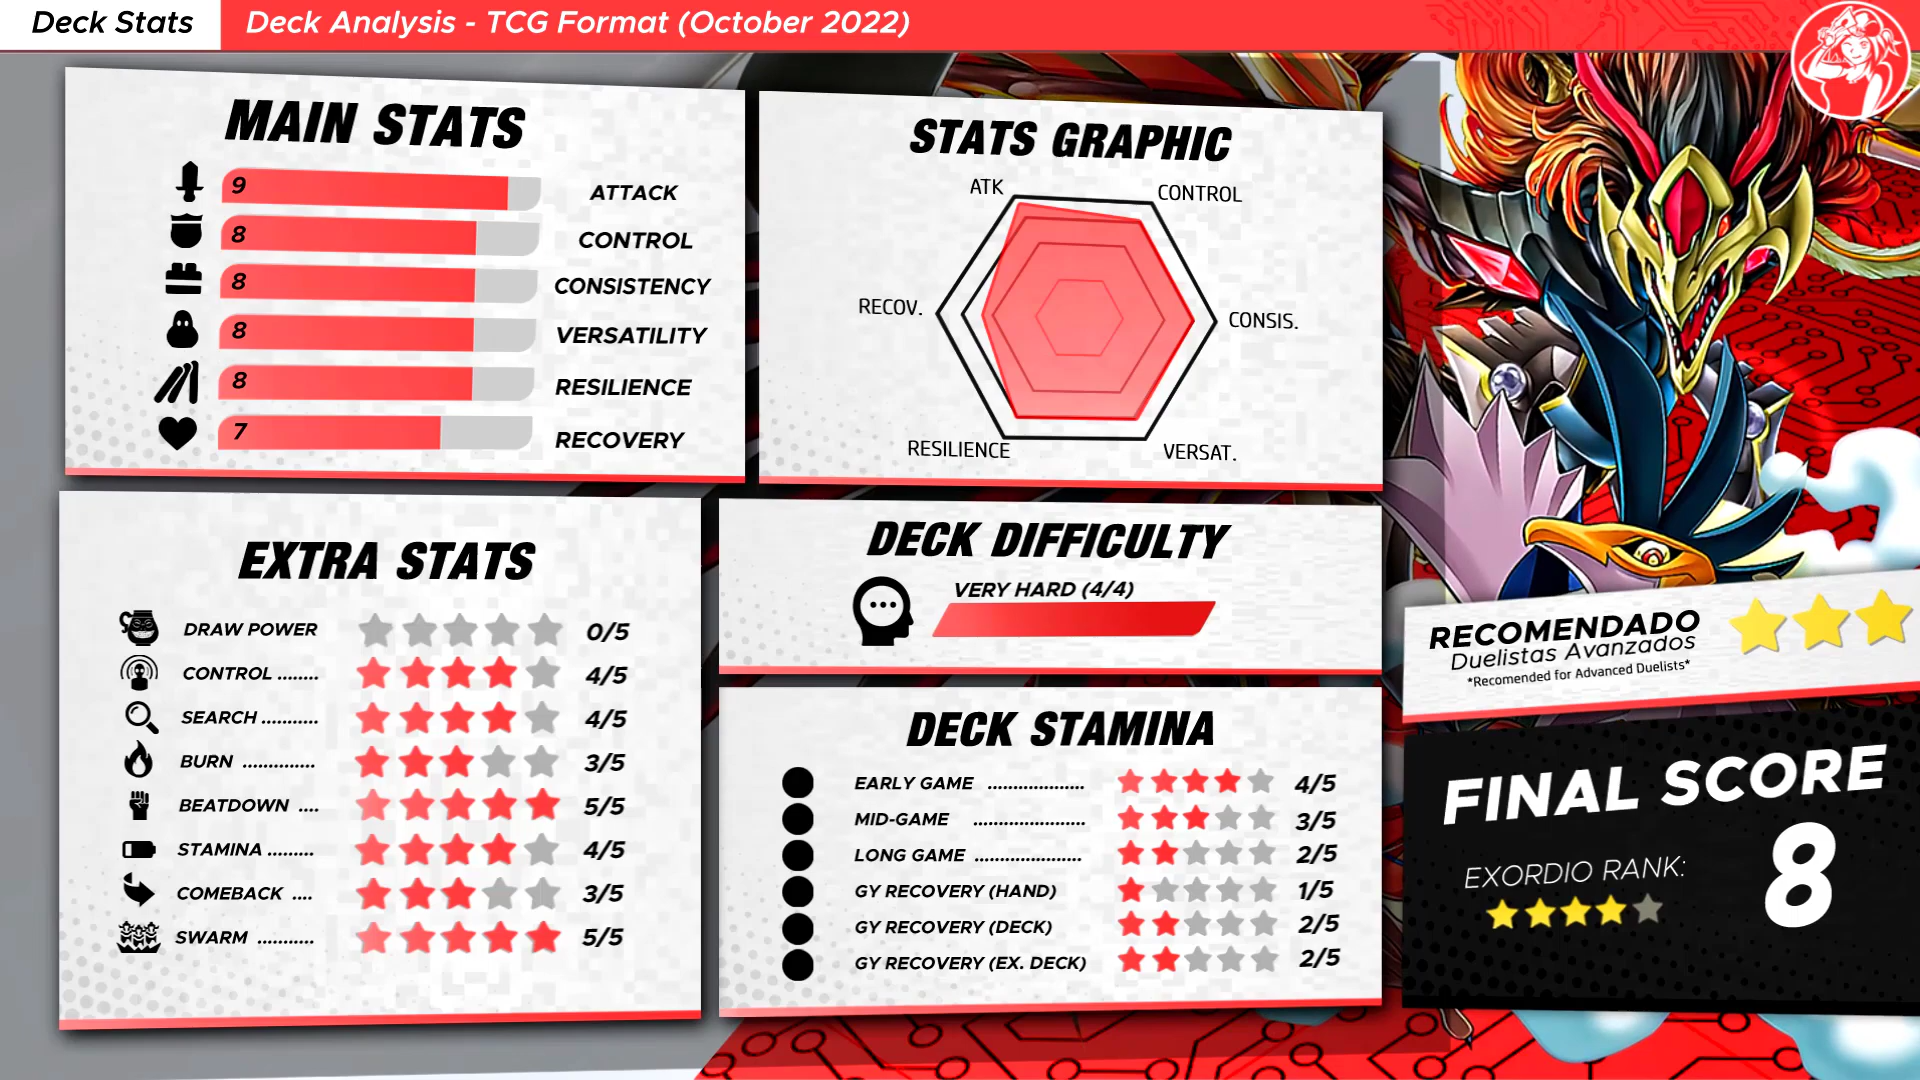 Deck Stats
Deck Analysis - TCG Format (October 2022)
MAIN STATS
9 ATTACK
8 CONTROL
8 CONSISTENCY
8 VERSATILITY
8 RESILIENCE
7 RECOVERY
STATS GRAPHIC
ATK CONTROL
RECOV. CONSIS.
RESILIENCE VERSAT.
EXTRA STATS
DRAW POWER 0/5
CONTROL ........ 4/5
SEARCH ........... 4/5
BURN .............. 3/5
BEATDOWN .... 5/5
STAMINA ......... 4/5
COMEBACK .... 3/5
SWARM ........... 5/5
DECK DIFFICULTY
VERY HARD (4/4)
DECK STAMINA
EARLY GAME ................... 4/5
MID-GAME ...................... 3/5
LONG GAME ..................... 2/5
GY RECOVERY (HAND) 1/5
GY RECOVERY (DECK) 2/5
GY RECOVERY (EX. DECK) 2/5
RECOMENDADO
Duelistas Avanzados
*Recomended for Advanced Duelists*
FINAL SCORE
EXORDIO RANK:
8